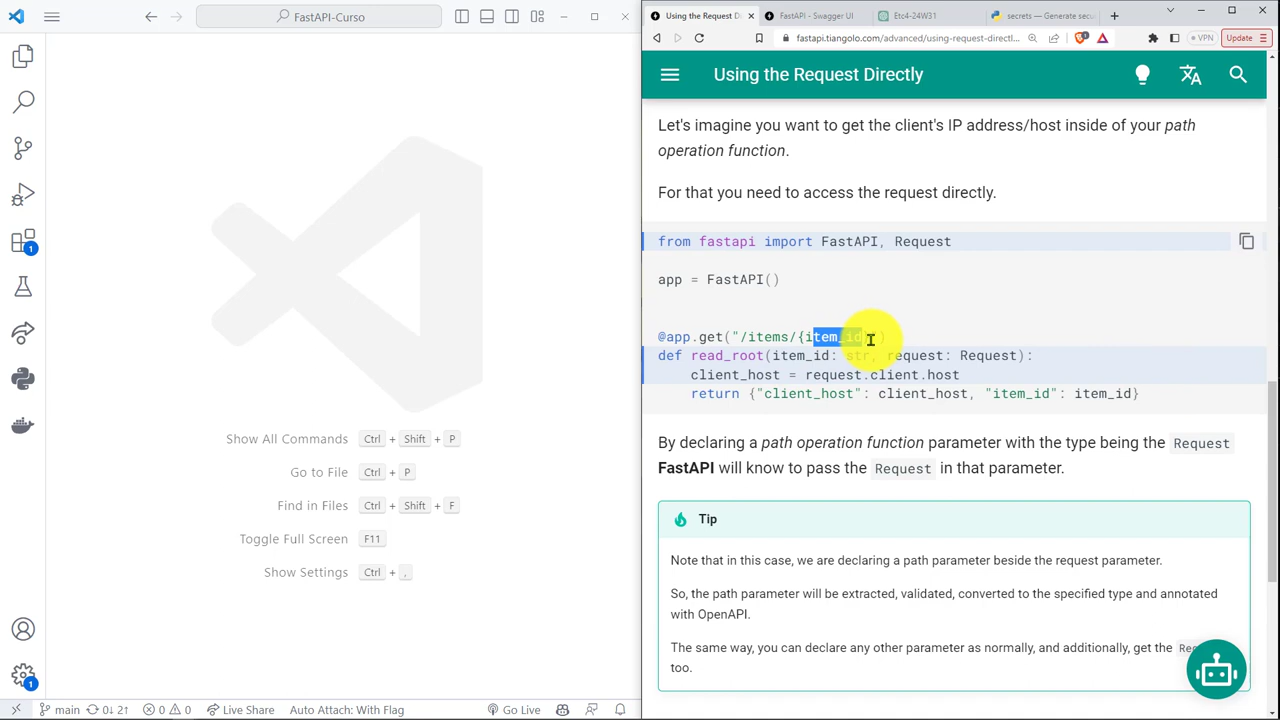 FastAPI-Curso
Show All Commands Ctrl + Shift + P
Go to File Ctrl + P
Find in Files Ctrl + Shift + F
Toggle Full Screen F11
Show Settings Ctrl + ,
1
1
main 0↓ 2↑ 0 0 Live Share Auto Attach: With Flag Go Live
Using the Request Di
FastAPI - Swagger UI
Etc4-24W31
secrets — Generate secu
fastapi.tiangolo.com/advanced/using-request-directl...
VPN
Update
Using the Request Directly
Let's imagine you want to get the client's IP address/host inside of your path
operation function.
For that you need to access the request directly.
from fastapi import FastAPI, Request
app = FastAPI()
@app.get("/items/{item_id}")
def read_root(item_id: str, request: Request):
client_host = request.client.host
return {"client_host": client_host, "item_id": item_id}
By declaring a path operation function parameter with the type being the Request
FastAPI will know to pass the Request in that parameter.
Tip
Note that in this case, we are declaring a path parameter beside the request parameter.
So, the path parameter will be extracted, validated, converted to the specified type and annotated
with OpenAPI.
The same way, you can declare any other parameter as normally, and additionally, get the
too.